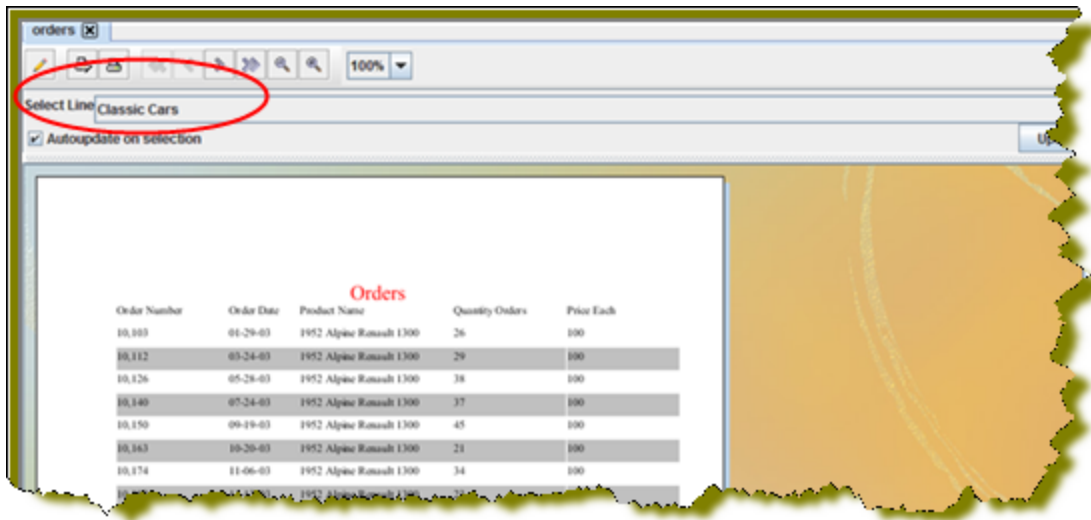 orders
100%
Select Line Classic Cars
Autoupdate on selection
Orders
Order Number Order Date Product Name Quantity Orders Price Each
10,103 01-29-03 1952 Alpine Renault 1300 26 100
10,112 03-24-03 1952 Alpine Renault 1300 29 100
10,126 05-28-03 1952 Alpine Renault 1300 38 100
10,140 07-24-03 1952 Alpine Renault 1300 37 100
10,150 09-19-03 1952 Alpine Renault 1300 45 100
10,163 10-20-03 1952 Alpine Renault 1300 21 100
10,174 11-06-03 1952 Alpine Renault 1300 34 100
1952 Alpine Renault 1300